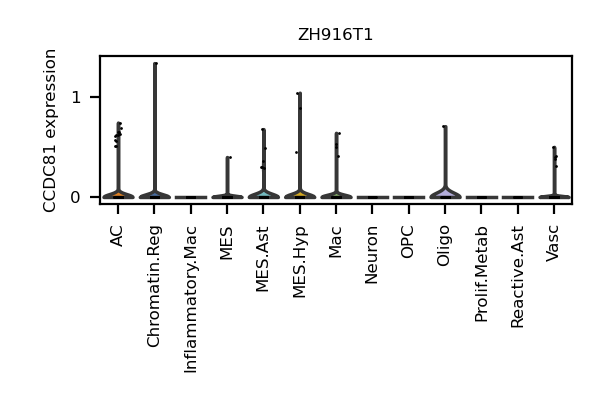 ZH916T1
CCDC81 expression
1
0
AC
Chromatin.Reg
Inflammatory.Mac
MES
MES.Ast
MES.Hyp
Mac
Neuron
OPC
Oligo
Prolif.Metab
Reactive.Ast
Vasc